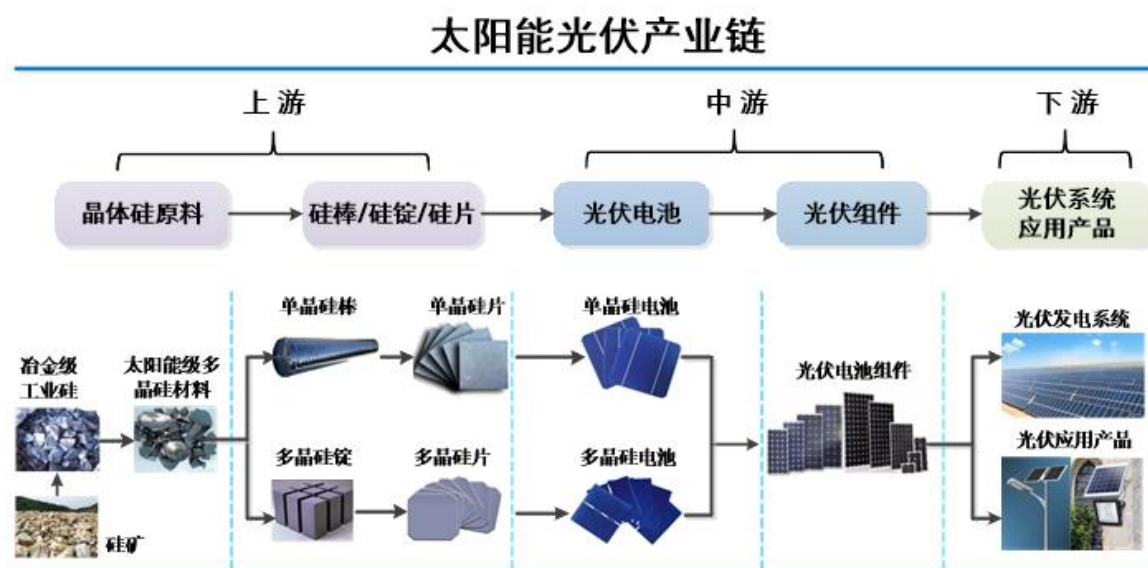 太阳能光伏产业链
上游
中游
下游
晶体硅原料
硅棒/硅锭/硅片
光伏电池
光伏组件
光伏系统
应用产品
单晶硅棒
单晶硅片
单晶硅电池
光伏发电系统
冶金级
工业硅
太阳能级多
晶硅材料
光伏电池组件
多晶硅锭
多晶硅片
多晶硅电池
光伏应用产品
硅矿